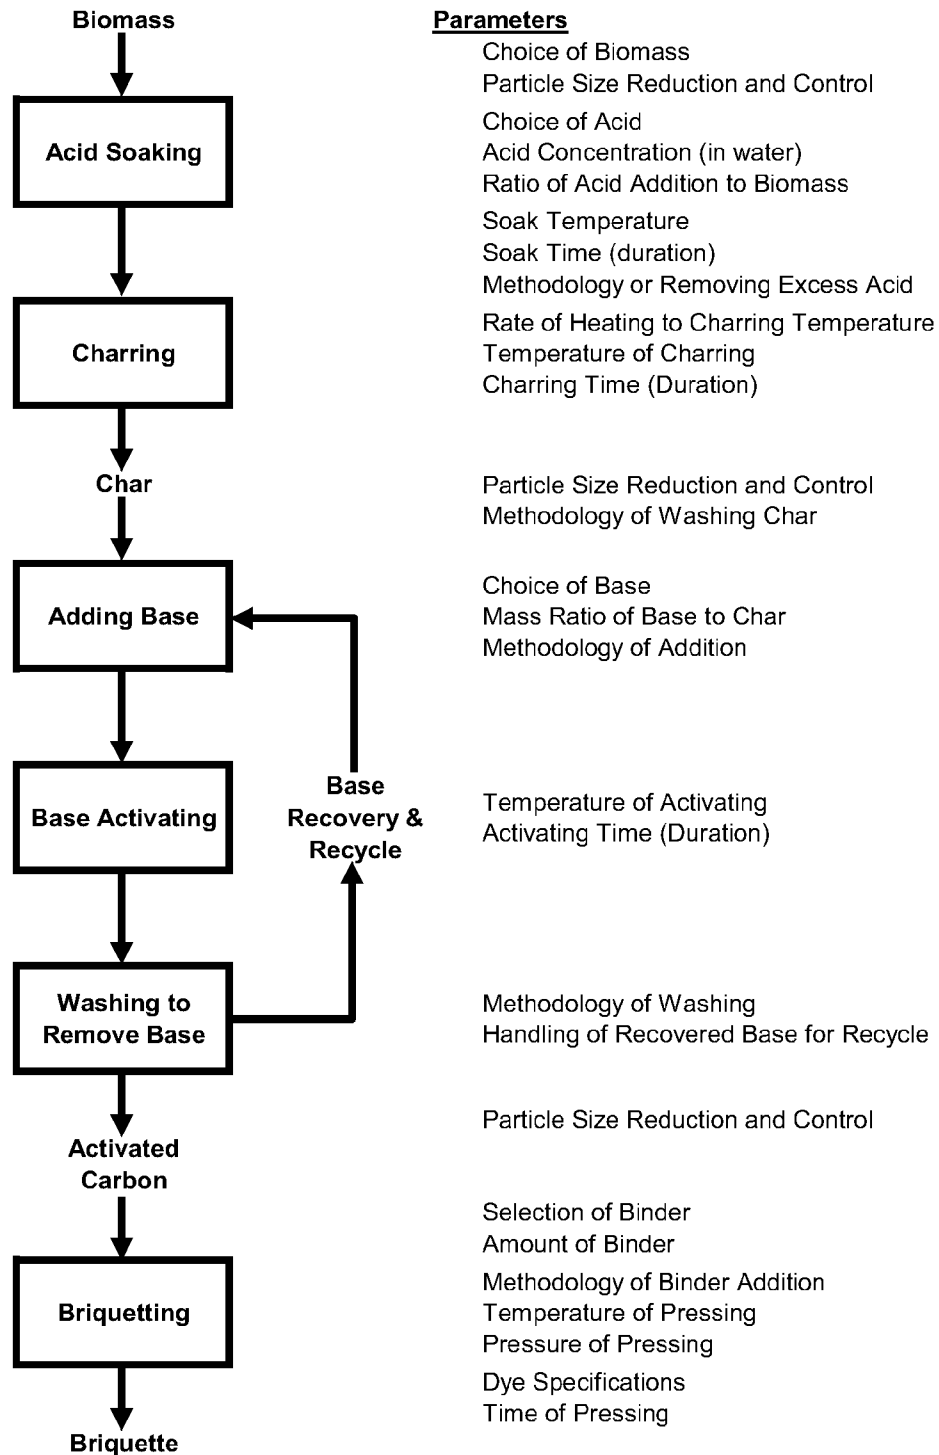 Biomass
Parameters
Choice of Biomass
Particle Size Reduction and Control
Acid Soaking
Choice of Acid
Acid Concentration (in water)
Ratio of Acid Addition to Biomass
Soak Temperature
Soak Time (duration)
Methodology or Removing Excess Acid
Charring
Rate of Heating to Charring Temperature
Temperature of Charring
Charring Time (Duration)
Char
Particle Size Reduction and Control
Methodology of Washing Char
Adding Base
Choice of Base
Mass Ratio of Base to Char
Methodology of Addition
Base Activating
Base
Recovery &
Recycle
Temperature of Activating
Activating Time (Duration)
Washing to
Remove Base
Methodology of Washing
Handling of Recovered Base for Recycle
Activated
Carbon
Particle Size Reduction and Control
Selection of Binder
Amount of Binder
Briquetting
Methodology of Binder Addition
Temperature of Pressing
Pressure of Pressing
Dye Specifications
Time of Pressing
Briquette